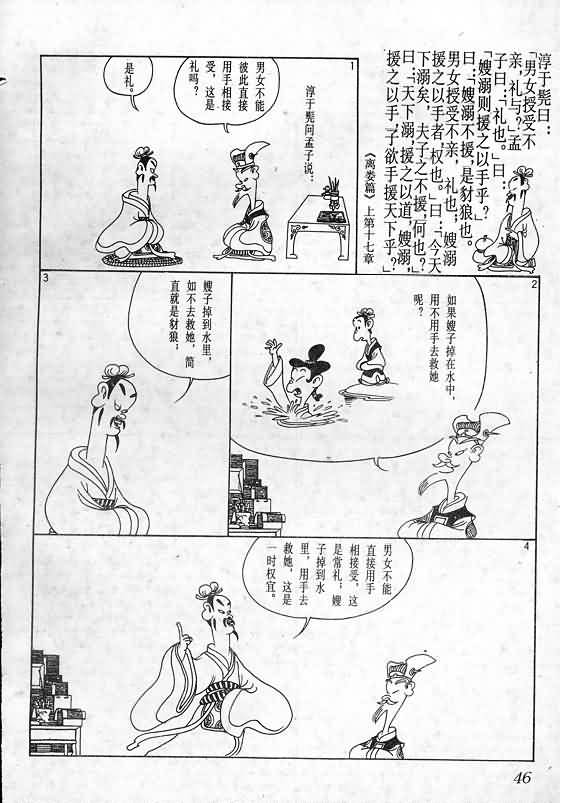 淳于髡曰：
「男女授受不
亲，礼与？」孟
子曰：「礼也。」曰：
「嫂溺则援之以手乎？」
曰：嫂溺不援，是豺狼也。
男女授受不亲，礼也；嫂溺
援之以手者，权也。曰：今天
下溺矣，夫子之不援，何也？」
曰：天下溺，援之以道，嫂溺，
援之以手，子欲手援天下乎？
《离娄篇》上第十七章
1
淳于髡问孟子说：
男女不能
彼此直接
用手相接
受，这是
礼吗？
是礼。
2
如果嫂子掉在水中，
用不用手去救她
呢？
3
嫂子掉到水里，
如不去救她，简
直就是豺狼；
4
男女不能
直接用手
相接受，这
是常礼；嫂
子掉到水
里，用手去
救她，这是
一时权宜。
46